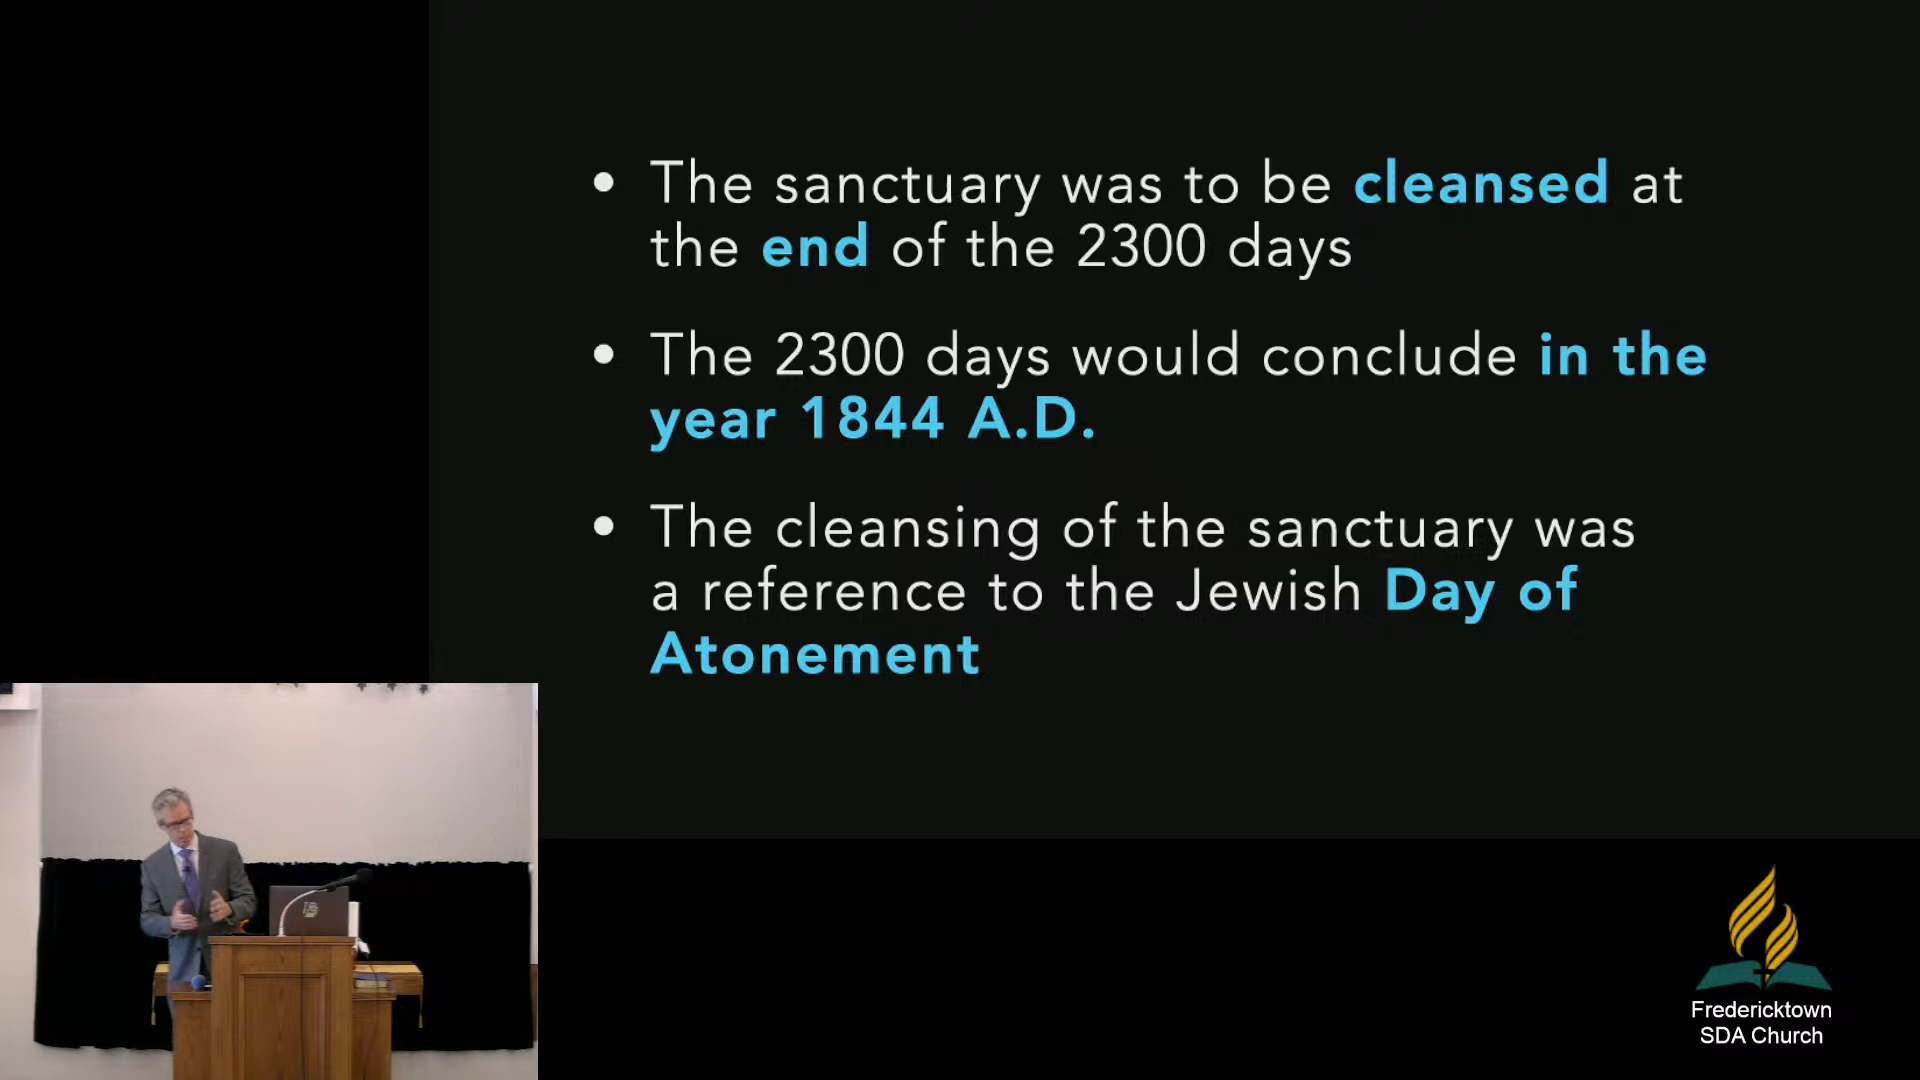 • The sanctuary was to be cleansed at
the end of the 2300 days
• The 2300 days would conclude in the
year 1844 A.D.
• The cleansing of the sanctuary was
a reference to the Jewish Day of
Atonement
Fredericktown
SDA Church